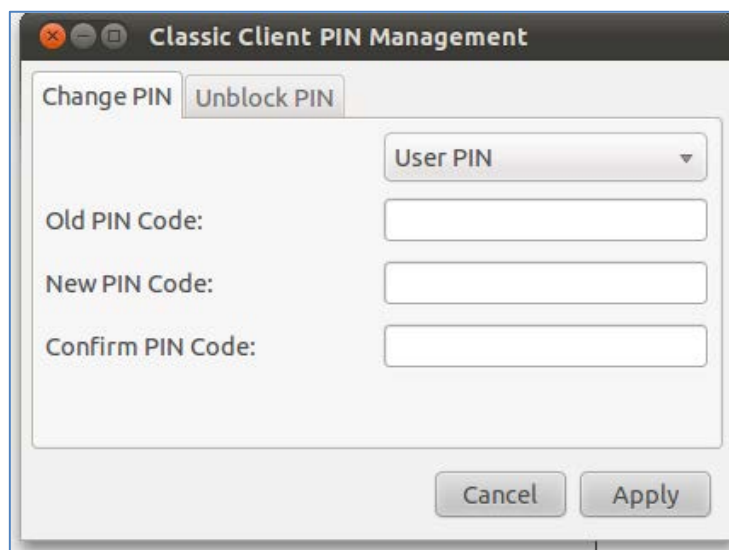 Classic Client PIN Management
Change PIN Unblock PIN
User PIN
Old PIN Code:
New PIN Code:
Confirm PIN Code:
Cancel Apply